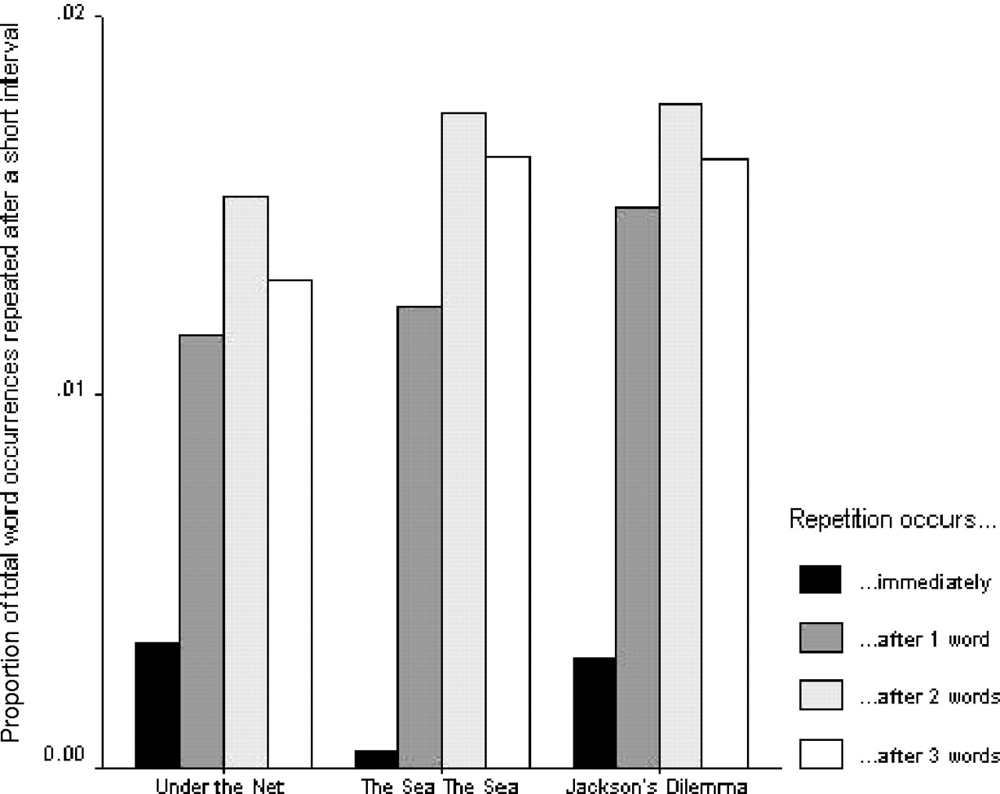 Proportion of total word occurrences repeated after a short interval
.02
.01
0.00
Under the Net
The Sea The Sea
Jackson's Dilemma
Repetition occurs...
...immediately
...after 1 word
...after 2 words
...after 3 words